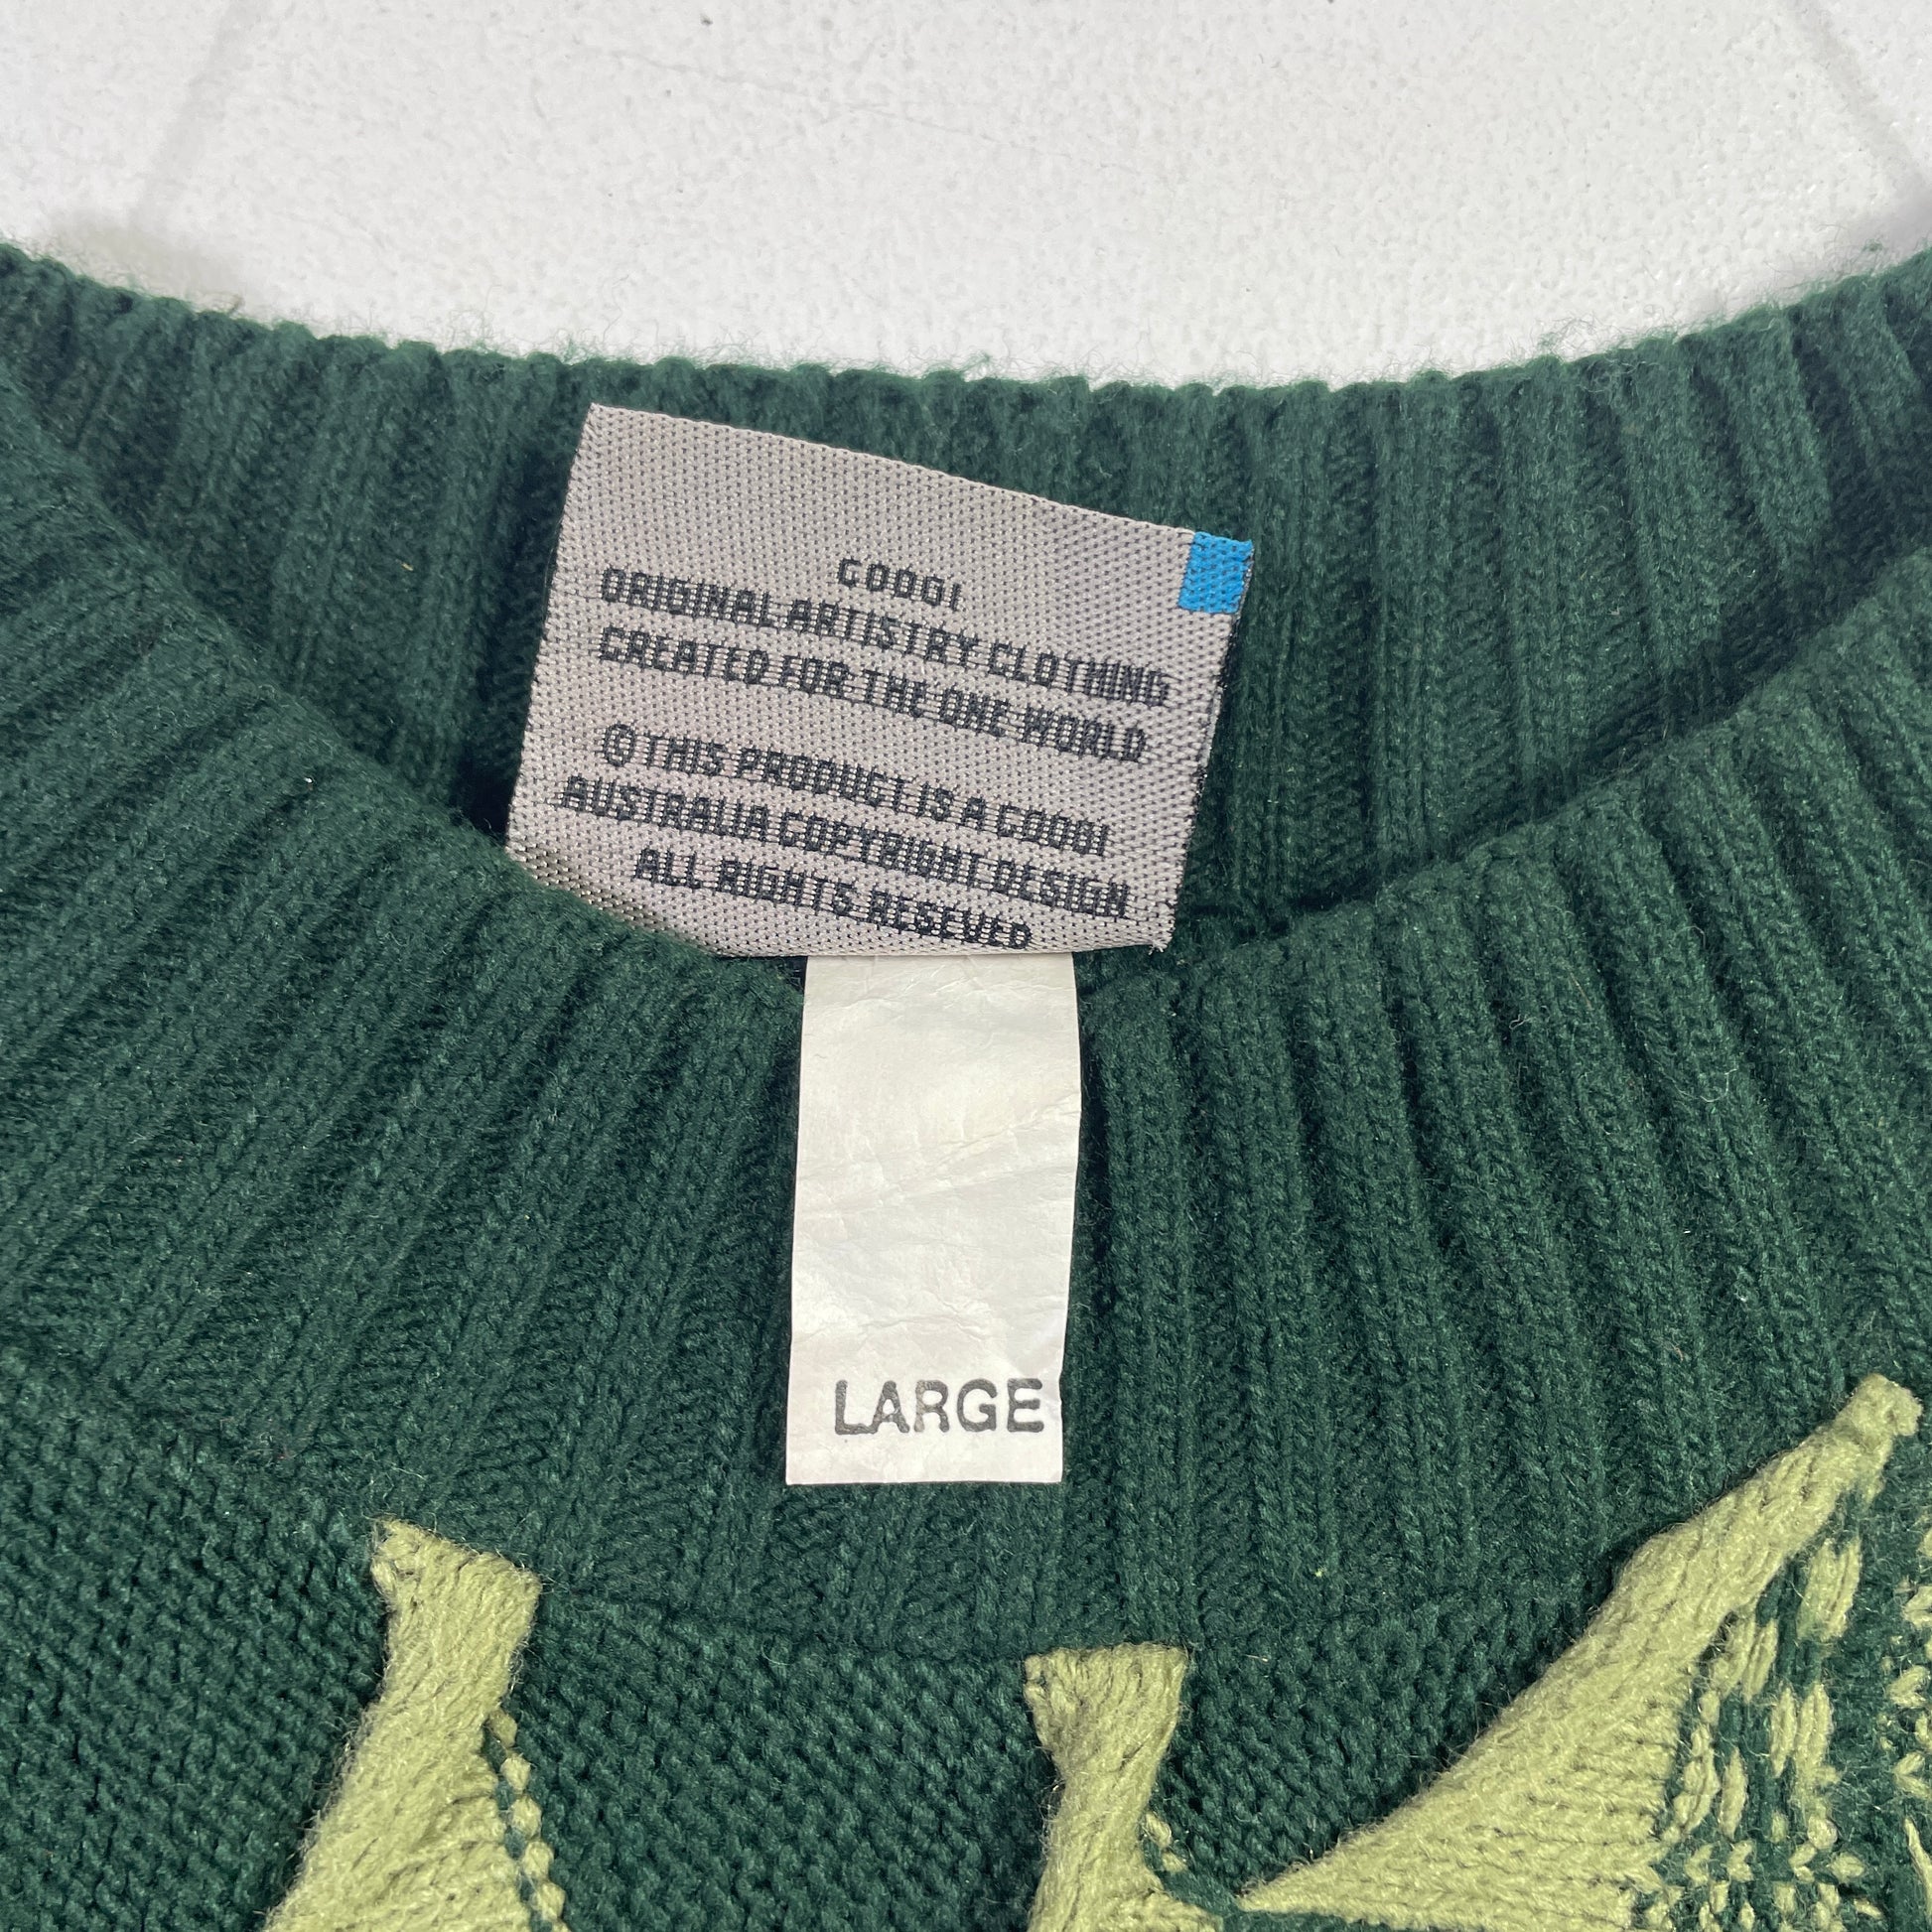 COOGI
ORIGINAL ARTISTRY CLOTHING
CREATED FOR THE ONE WORLD
© THIS PRODUCT IS A COOGI
AUSTRALIA COPYRIGHT DESIGN
ALL RIGHTS RESEVED
LARGE